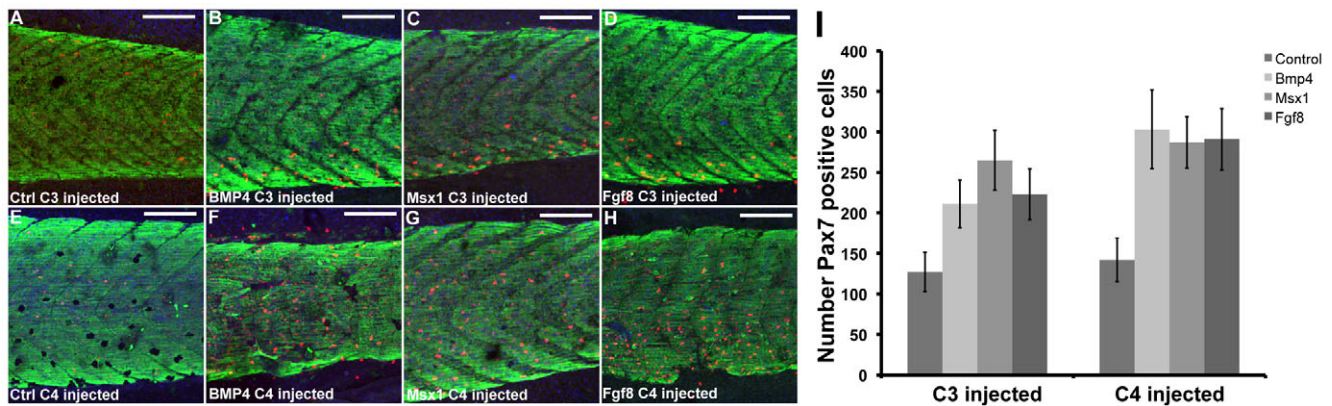 A
B
C
D
Ctrl C3 injected
BMP4 C3 injected
Msx1 C3 injected
Fgf8 C3 injected
E
F
G
H
Ctrl C4 injected
BMP4 C4 injected
Msx1 C4 injected
Fgf8 C4 injected
I
Number Pax7 positive cells
400
350
300
250
200
150
100
50
0
C3 injected
C4 injected
Control
Bmp4
Msx1
Fgf8